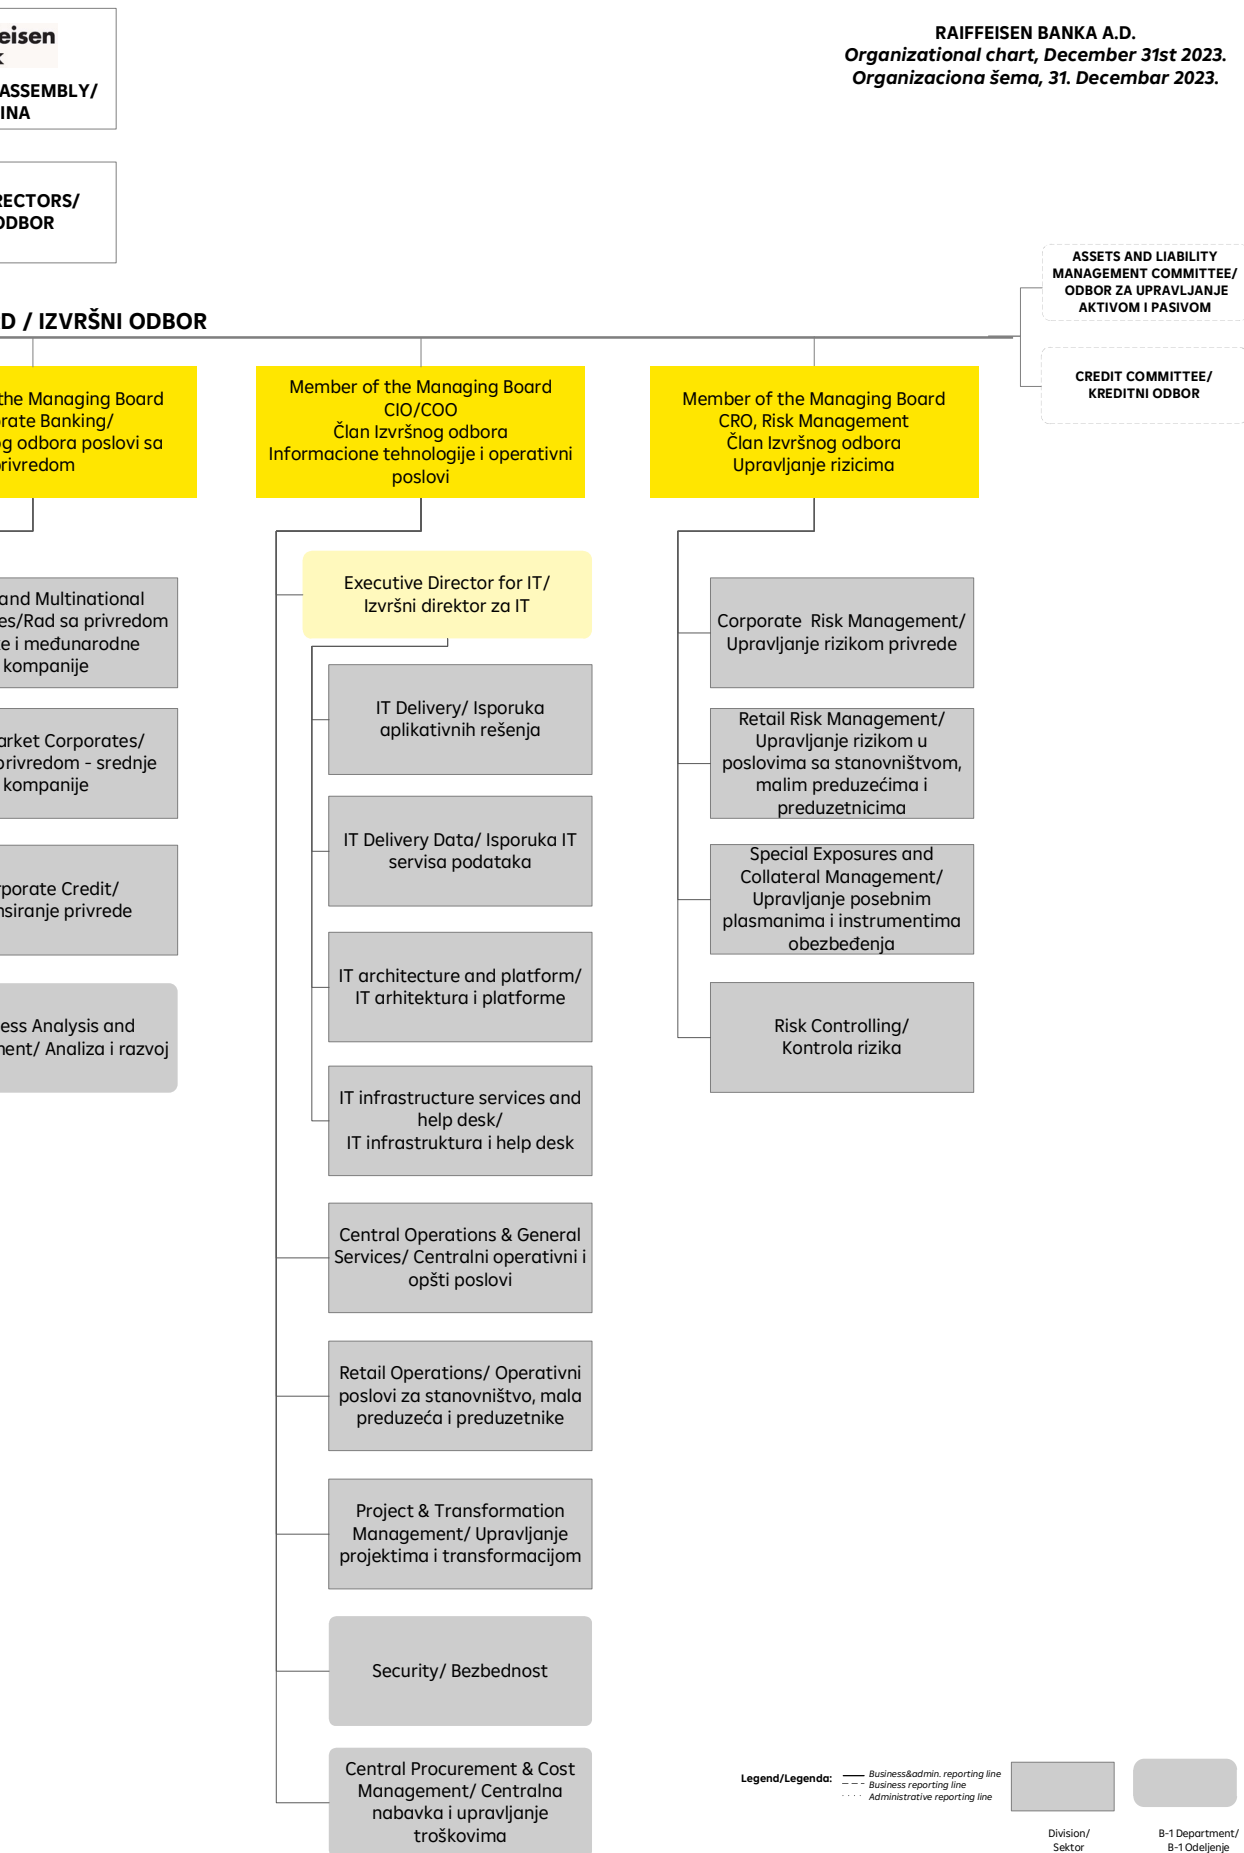 RAIFFEISEN BANKA A.D.
Organizational chart, December 31st 2023.
Organizaciona šema, 31. Decembar 2023.
eisen
ASSEMBLY/
INA
RECTORS/
ODBOR
ASSETS AND LIABILITY
MANAGEMENT COMMITTEE/
ODBOR ZA UPRAVLJANJE
AKTIVOM I PASIVOM
CREDIT COMMITTEE/
KREDITNI ODBOR
D / IZVRŠNI ODBOR
the Managing Board
rate Banking/
og odbora poslovi sa
rivredom
and Multinational
es/Rad sa privredom
e i međunarodne
kompanije
arket Corporates/
privredom - srednje
kompanije
porate Credit/
nsiranje privrede
ess Analysis and
ment/ Analiza i razvoj
Member of the Managing Board
CIO/COO
Član Izvršnog odbora
Informacione tehnologije i operativni
poslovi
Executive Director for IT/
Izvršni direktor za IT
IT Delivery/ Isporuka
aplikativnih rešenja
IT Delivery Data/ Isporuka IT
servisa podataka
IT architecture and platform/
IT arhitektura i platforme
IT infrastructure services and
help desk/
IT infrastruktura i help desk
Central Operations & General
Services/ Centralni operativni i
opšti poslovi
Retail Operations/ Operativni
poslovi za stanovništvo, mala
preduzeća i preduzetnike
Project & Transformation
Management/ Upravljanje
projektima i transformacijom
Security/ Bezbednost
Central Procurement & Cost
Management/ Centralna
nabavka i upravljanje
troškovima
Member of the Managing Board
CRO, Risk Management
Član Izvršnog odbora
Upravljanje rizicima
Corporate  Risk Management/
Upravljanje rizikom privrede
Retail Risk Management/
Upravljanje rizikom u
poslovima sa stanovništvom,
malim preduzećima i
preduzetnicima
Special Exposures and
Collateral Management/
Upravljanje posebnim
plasmanima i instrumentima
obezbeđenja
Risk Controlling/
Kontrola rizika
Legend/Legenda:
Business&admin. reporting line
Business reporting line
Administrative reporting line
Division/
Sektor
B-1 Department/
B-1 Odeljenje